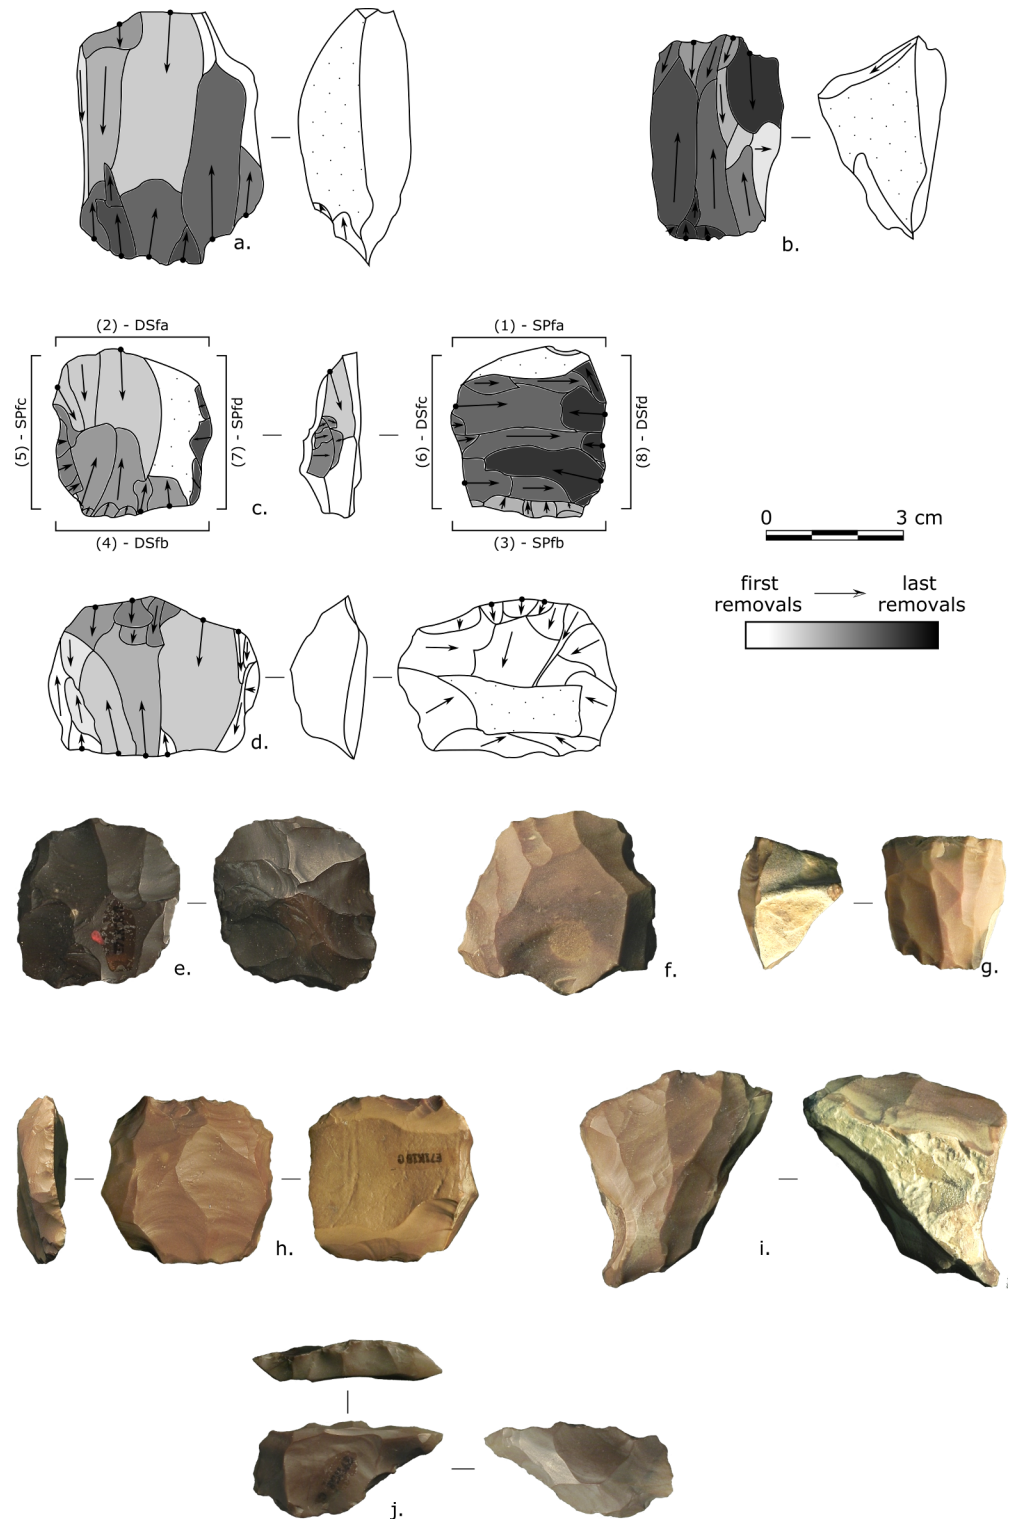 a.
b.
(2) - DSfa
(1) - SPfa
(5) - SPfc
(7) - SPfd
(6) - DSfc
(8) - DSfd
c.
(4) - DSfb
(3) - SPfb
0 3 cm
first removals
last removals
d.
e.
f.
g.
E71K18C
h.
i.
j.